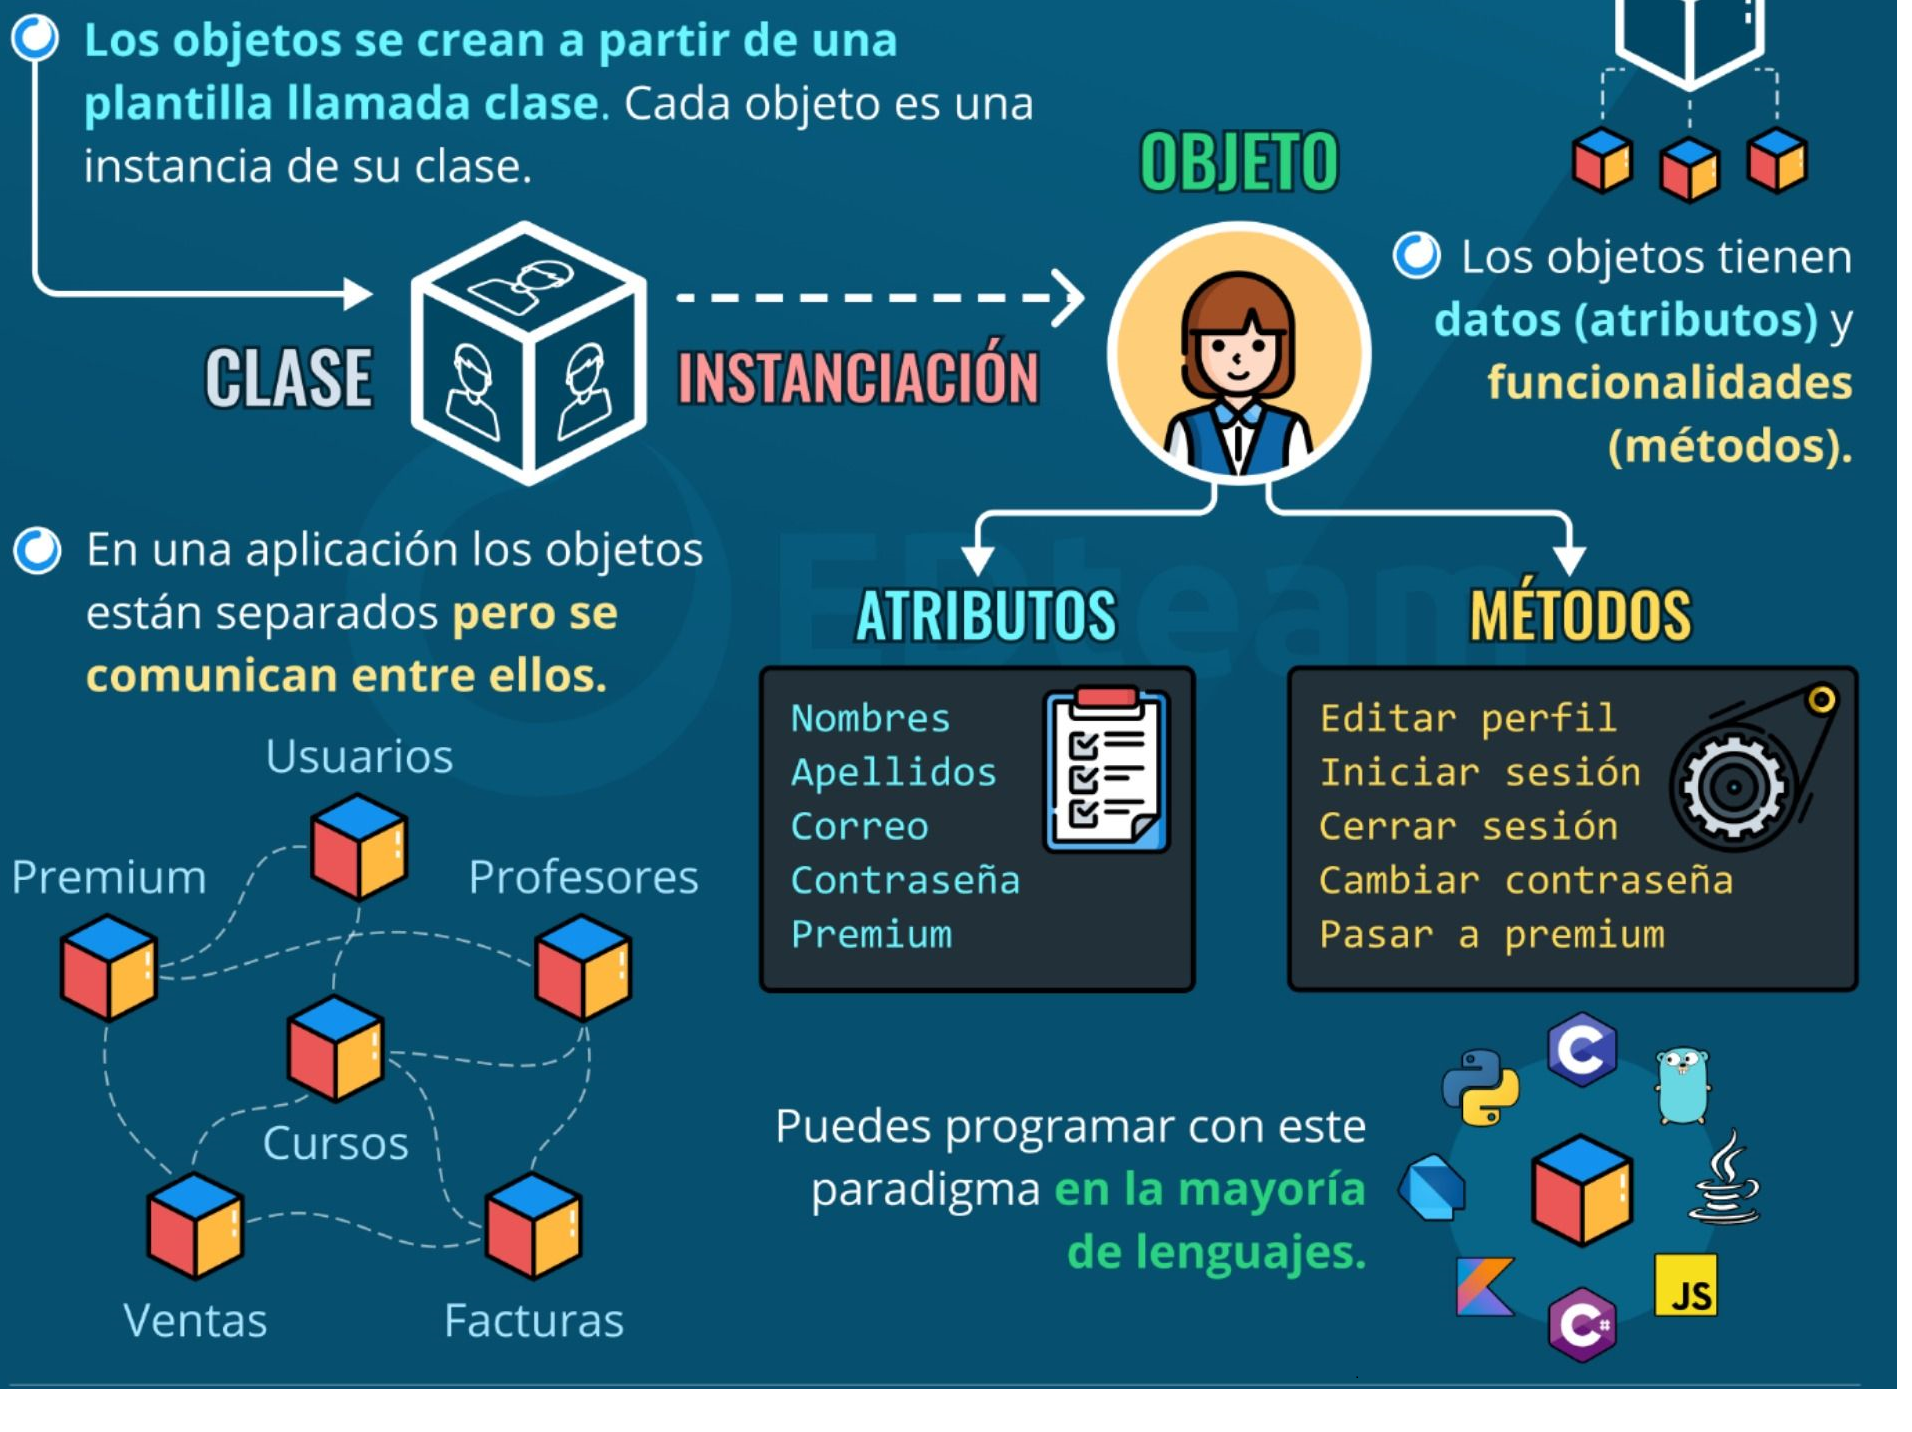 Los objetos se crean a partir de una
plantilla llamada clase. Cada objeto es una
instancia de su clase.
CLASE
INSTANCIACIÓN
OBJETO
Los objetos tienen
datos (atributos) y
funcionalidades
(métodos).
En una aplicación los objetos
están separados pero se
comunican entre ellos.
Usuarios
Premium
Profesores
Cursos
Ventas
Facturas
EDteam
ATRIBUTOS
Nombres
Apellidos
Correo
Contraseña
Premium
MÉTODOS
Editar perfil
Iniciar sesión
Cerrar sesión
Cambiar contraseña
Pasar a premium
Puedes programar con este
paradigma en la mayoría
de lenguajes.
C
JS
C#